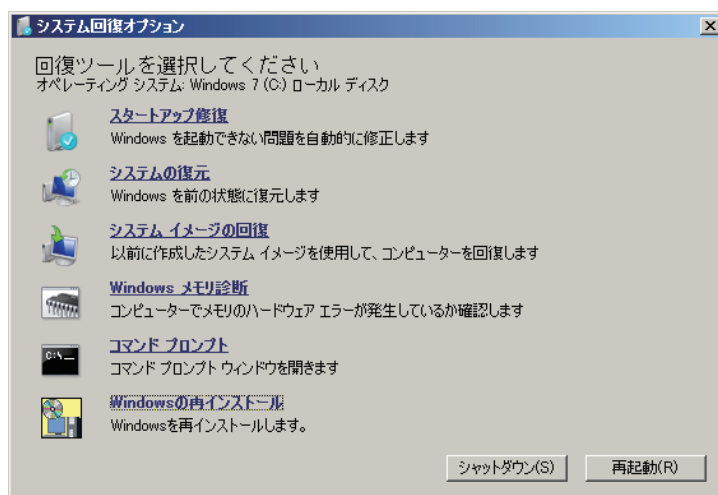 システム回復オプション
回復ツールを選択してください
オペレーティング システム: Windows 7 (C:) ローカル ディスク
スタートアップ修復
Windows を起動できない問題を自動的に修正します
システムの復元
Windows を前の状態に復元します
システム イメージの回復
以前に作成したシステム イメージを使用して、コンピューターを回復します
Windows メモリ診断
コンピューターでメモリのハードウェア エラーが発生しているか確認します
C:\_
コマンド プロンプト
コマンド プロンプト ウィンドウを開きます
Windowsの再インストール
Windowsを再インストールします。
シャットダウン(S)
再起動(R)